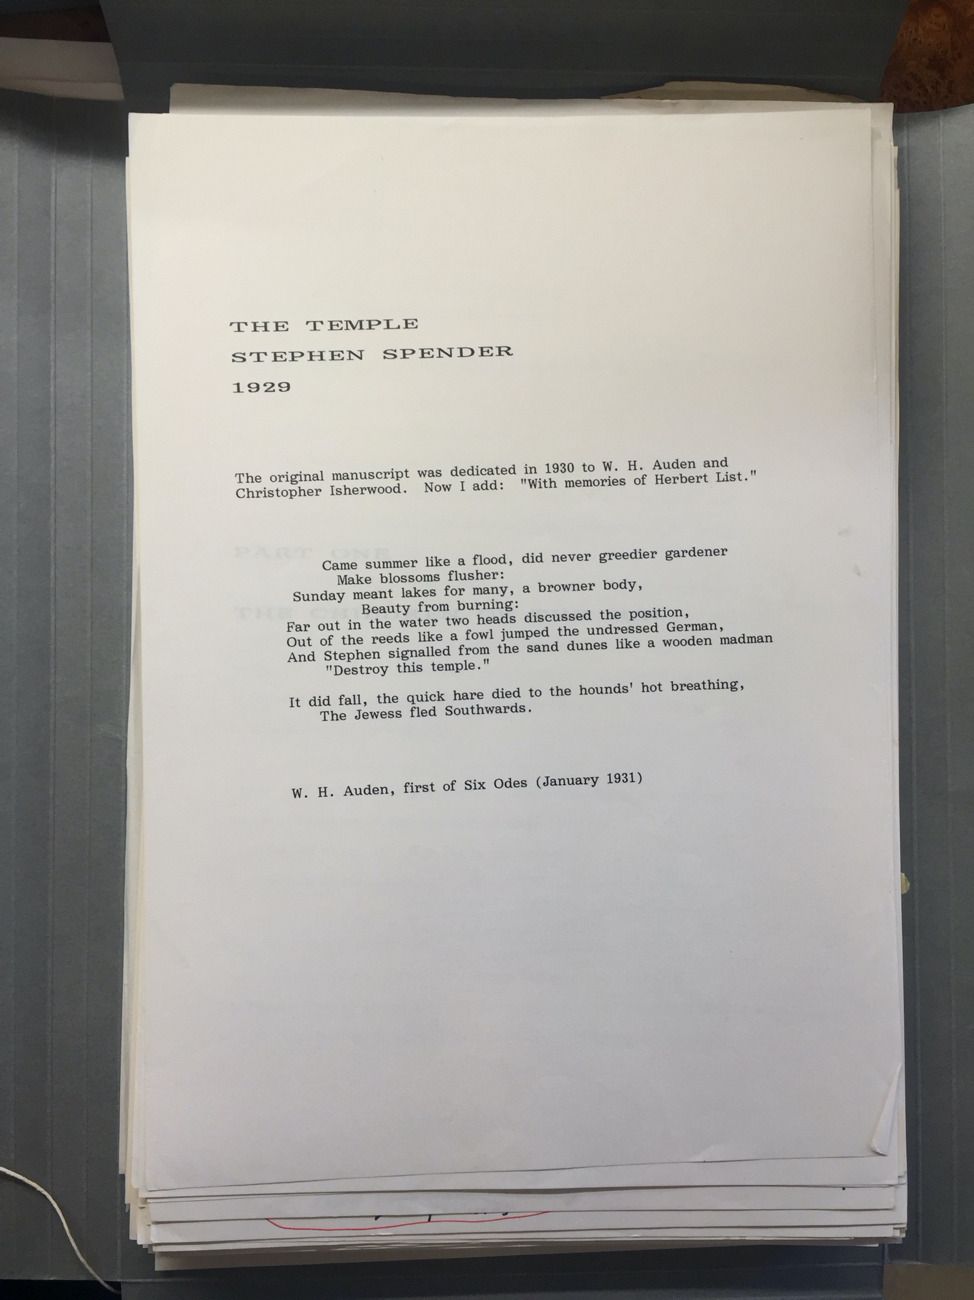 THE TEMPLE
STEPHEN SPENDER
1929
The original manuscript was dedicated in 1930 to W. H. Auden and
Christopher Isherwood. Now I add: "With memories of Herbert List."
PART ONE
Came summer like a flood, did never greedier gardener
Make blossoms flusher:
Sunday meant lakes for many, a browner body,
Beauty from burning:
THE
Far out in the water two heads discussed the position,
Out of the reeds like a fowl jumped the undressed German,
And Stephen signalled from the sand dunes like a wooden madman
"Destroy this temple."
It did fall, the quick hare died to the hounds' hot breathing,
The Jewess fled Southwards.
W. H. Auden, first of Six Odes (January 1931)